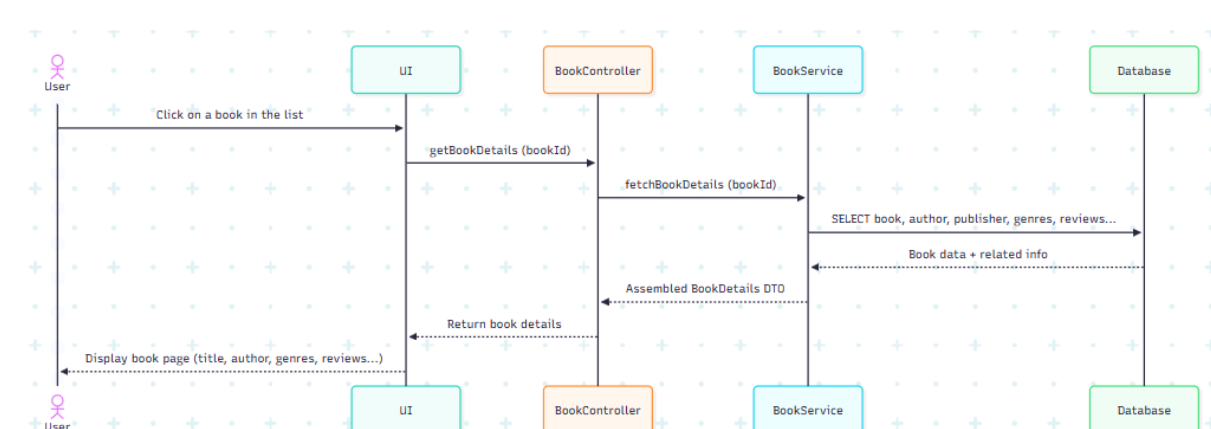 User
UI
BookController
BookService
Database
Click on a book in the list
getBookDetails (bookId)
fetchBookDetails (bookId)
SELECT book, author, publisher, genres, reviews...
Book data + related info
Assembled BookDetails DTO
Return book details
Display book page (title, author, genres, reviews...)
User
UI
BookController
BookService
Database